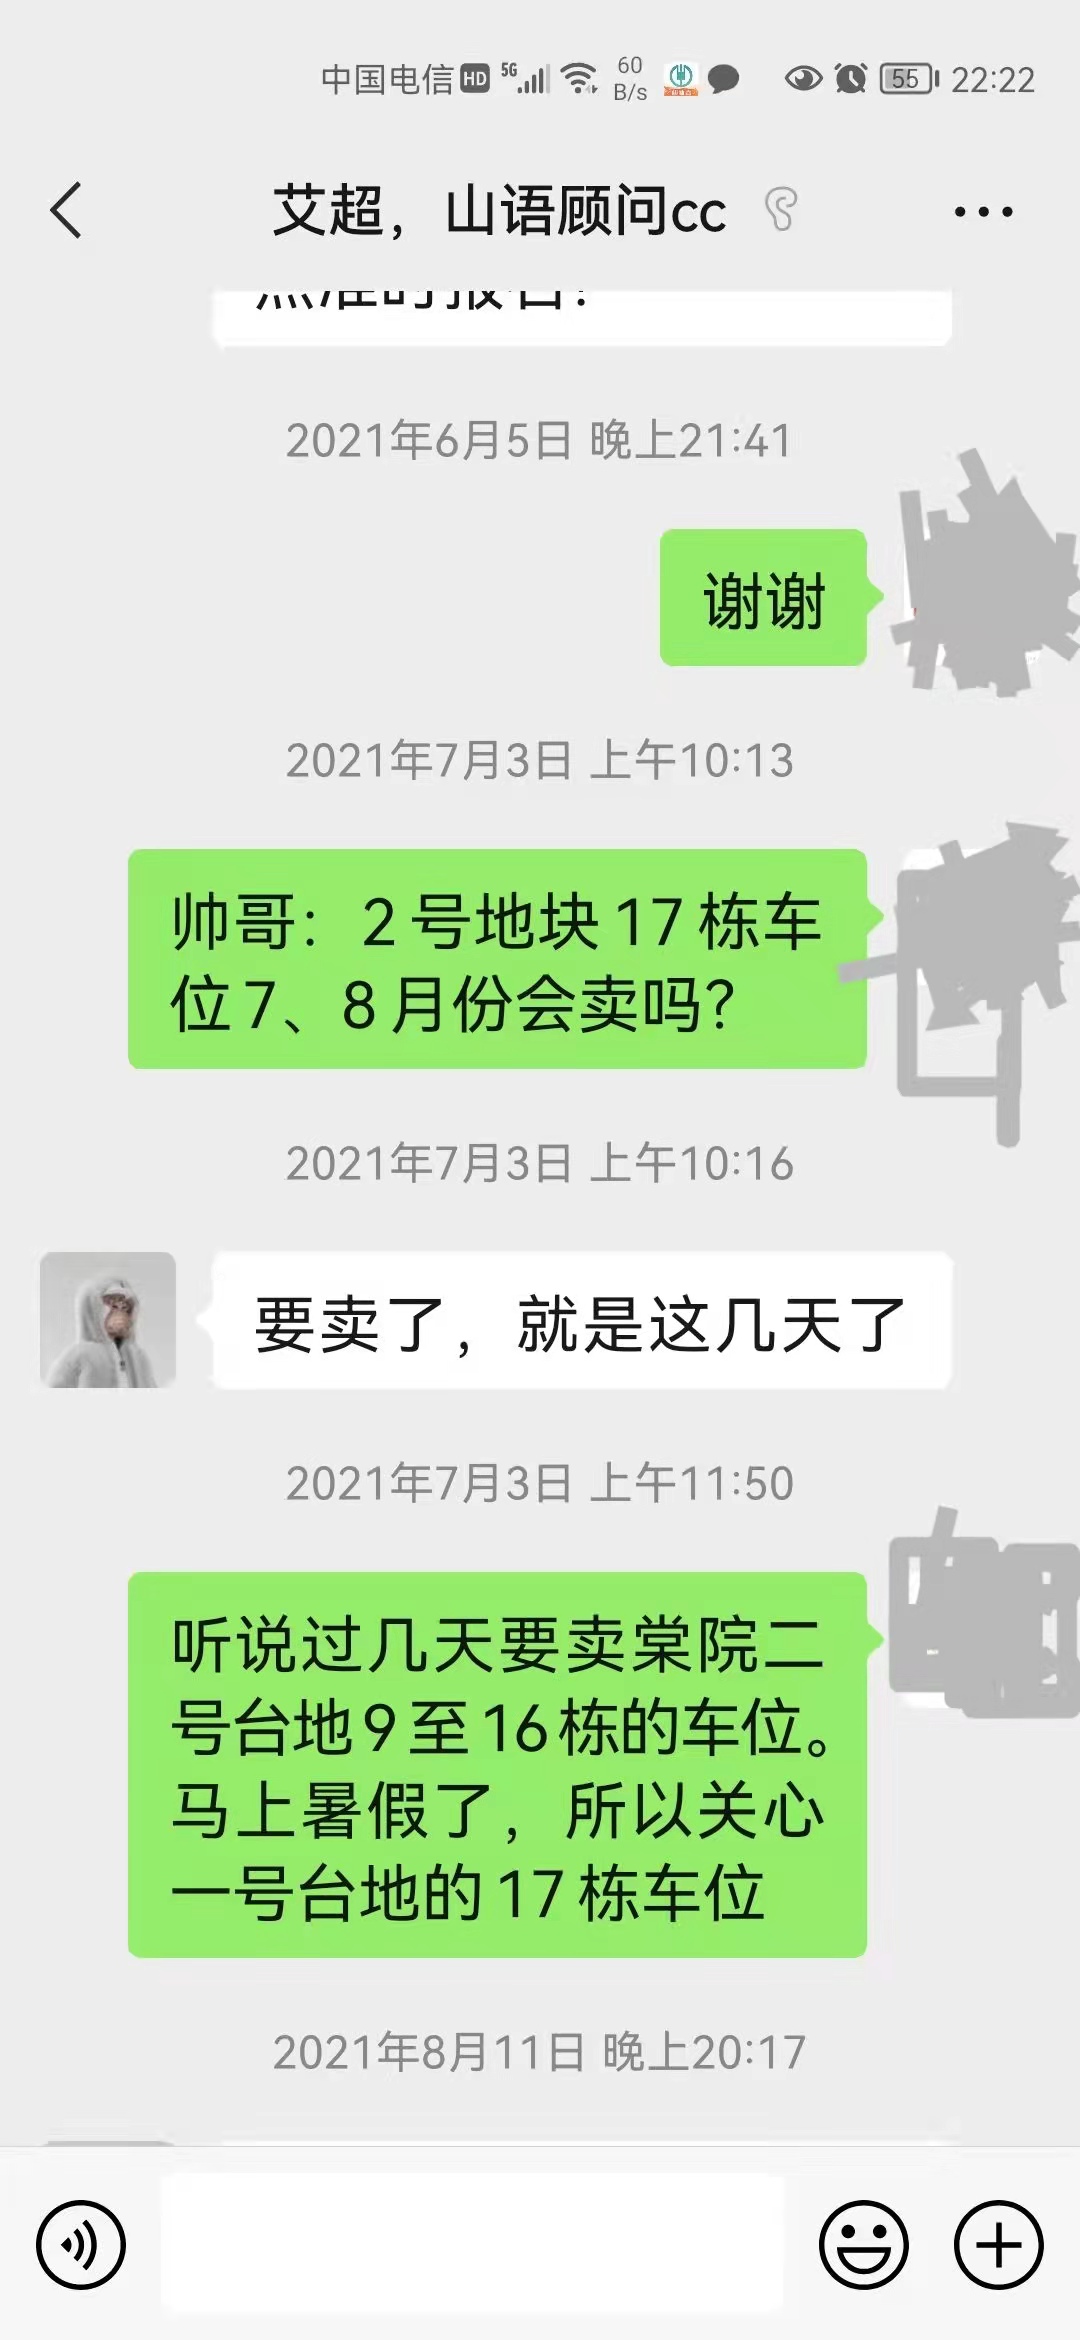 中国电信 HD 5G 60 B/s 55 22:22
艾超，山语顾问cc
2021年6月5日 晚上21:41
谢谢
2021年7月3日 上午10:13
帅哥：2号地块17栋车
位7、8月份会卖吗？
2021年7月3日 上午10:16
要卖了，就是这几天了
2021年7月3日 上午11:50
听说过几天要卖棠院二
号台地9至16栋的车位。
马上暑假了，所以关心
一号台地的17栋车位
2021年8月11日 晚上20:17